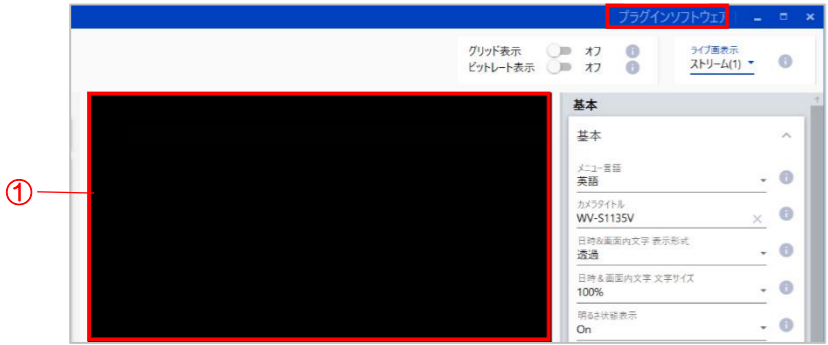 プラグインソフトウェア
グリッド表示 オフ
ビットレート表示 オフ
ライブ画表示
ストリーム(1)
①
基本
基本
メニュー言語
英語
カメラタイトル
WV-S1135V
日時&画面内文字 表示形式
透過
日時&画面内文字 文字サイズ
100%
明るさ状態表示
On